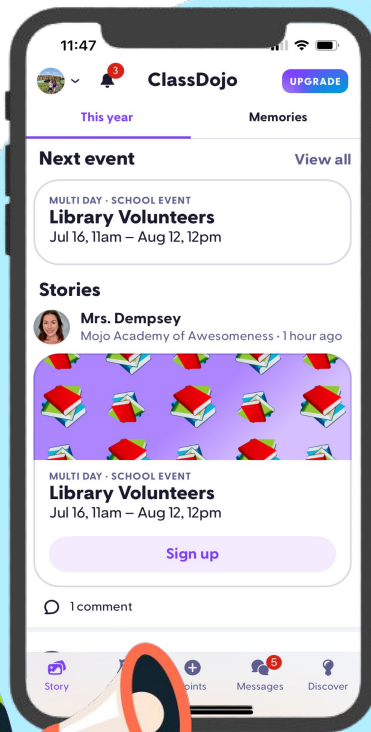 11:47
3
ClassDojo
UPGRADE
This year
Memories
Next event
View all
MULTI DAY · SCHOOL EVENT
Library Volunteers
Jul 16, 11am – Aug 12, 12pm
Stories
Mrs. Dempsey
Mojo Academy of Awesomeness · 1 hour ago
MULTI DAY · SCHOOL EVENT
Library Volunteers
Jul 16, 11am – Aug 12, 12pm
Sign up
1 comment
5
Story
Messages
Discover